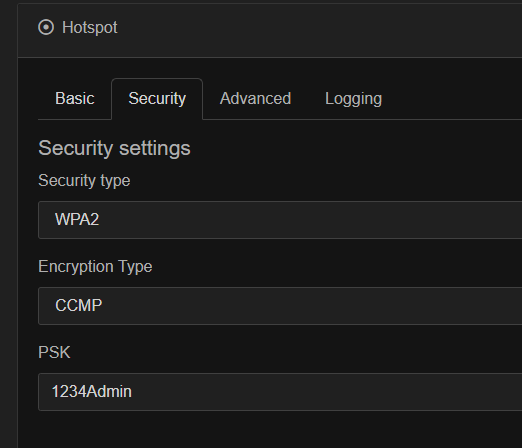 Hotspot
Basic Security Advanced Logging
Security settings
Security type
WPA2
Encryption Type
CCMP
PSK
1234Admin